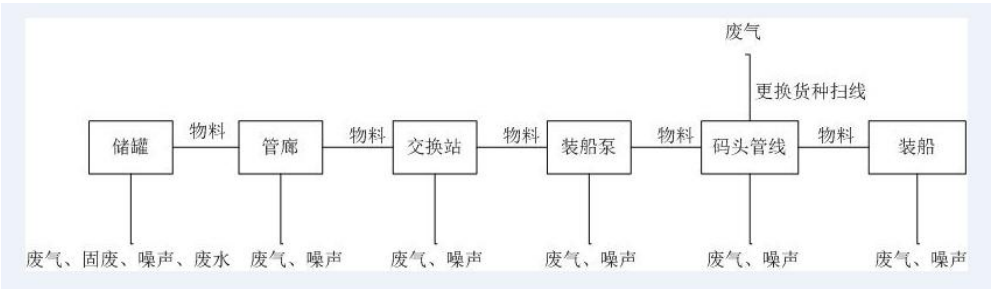 废气
更换货种扫线
储罐 物料 管廊 物料 交换站 物料 装船泵 物料 码头管线 物料 装船
废气、固废、噪声、废水 废气、噪声 废气、噪声 废气、噪声 废气、噪声 废气、噪声